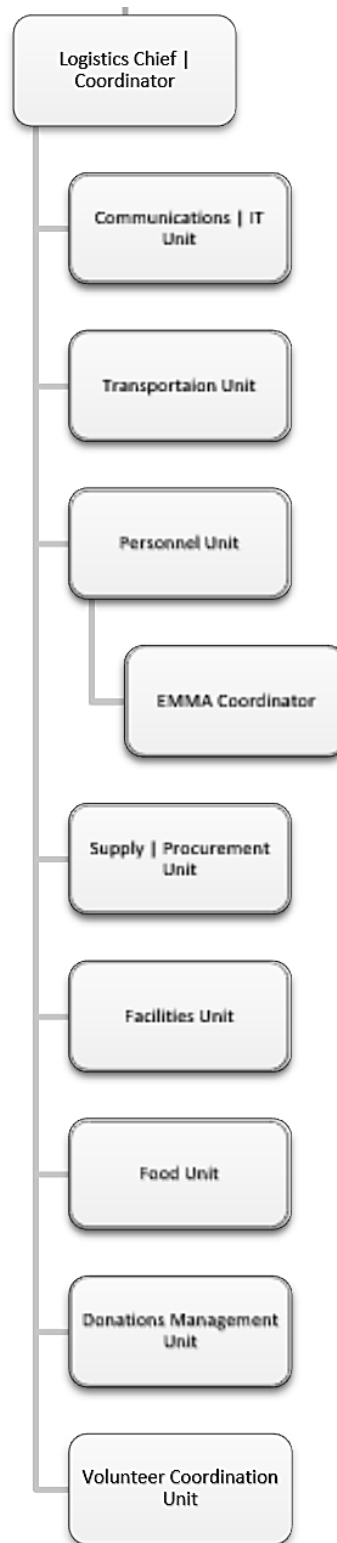 Logistics Chief |
Coordinator
Communications | IT
Unit
Transportaion Unit
Personnel Unit
EMMA Coordinator
Supply | Procurement
Unit
Facilities Unit
Food Unit
Donations Management
Unit
Volunteer Coordination
Unit